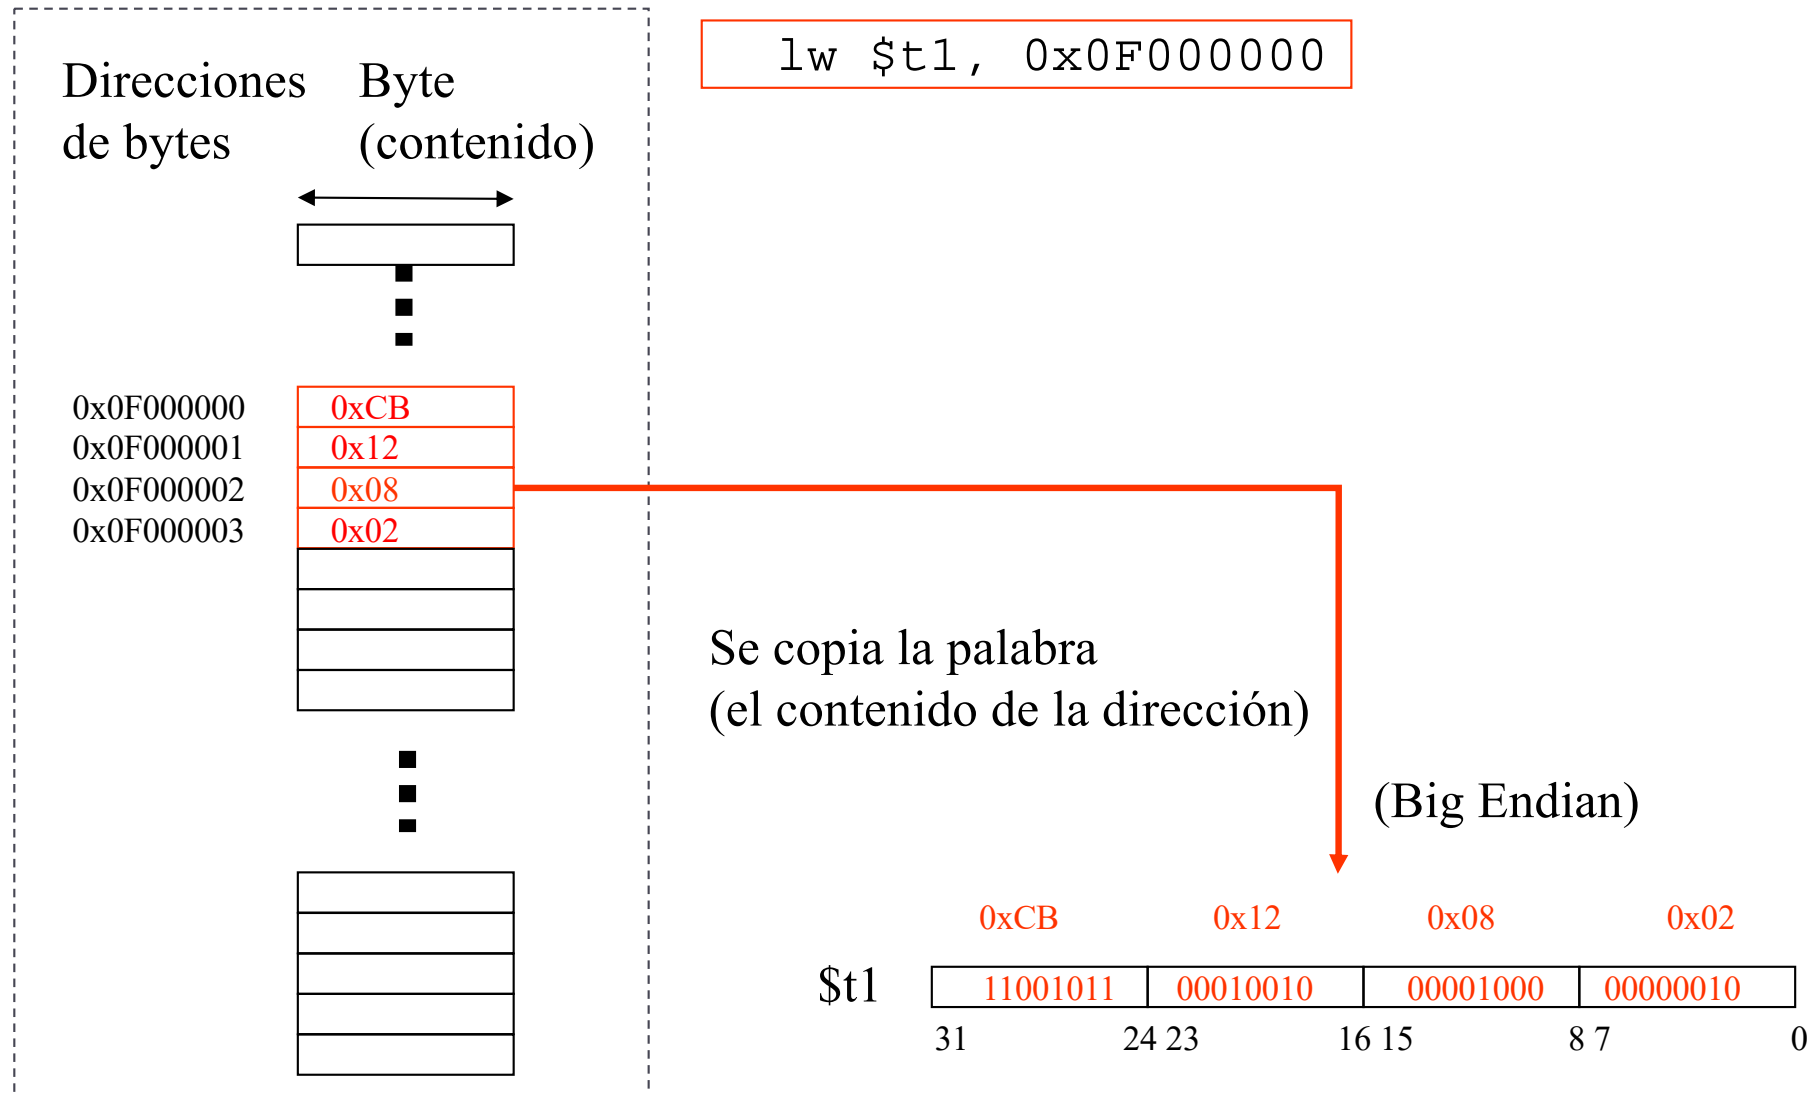 lw $t1, 0x0F000000
Direcciones Byte
de bytes (contenido)
0x0F000000 0xCB
0x0F000001 0x12
0x0F000002 0x08
0x0F000003 0x02
Se copia la palabra
(el contenido de la dirección)
(Big Endian)
0xCB 0x12 0x08 0x02
$t1 11001011 00010010 00001000 00000010
31 24 23 16 15 8 7 0